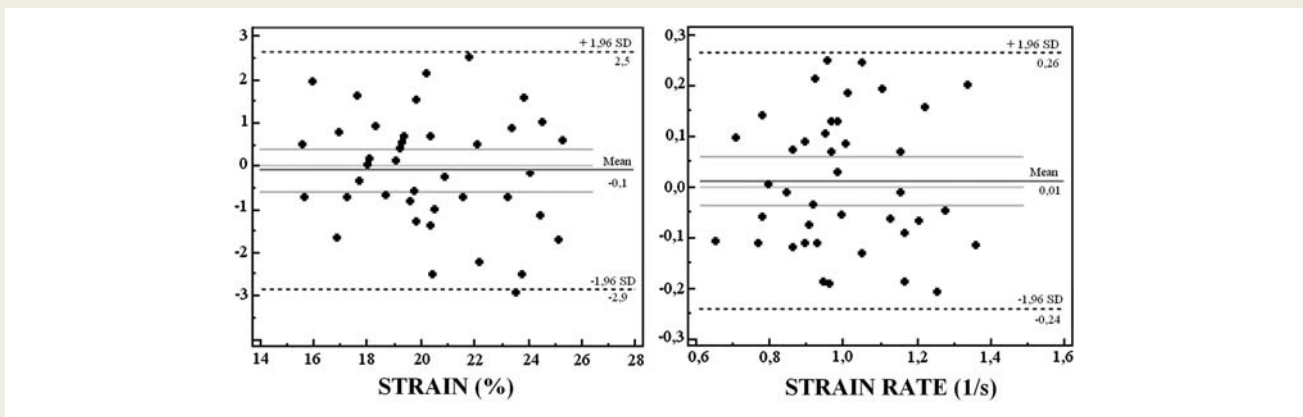 3
2
1
0
-1
-2
-3
+ 1,96 SD
2,5
Mean
-0,1
-1,96 SD
-2,9
14 16 18 20 22 24 26 28
STRAIN (%)
0,3
0,2
0,1
0,0
-0,1
-0,2
-0,3
+ 1,96 SD
0,26
Mean
0,01
-1,96 SD
-0,24
0,6 0,8 1,0 1,2 1,4 1,6
STRAIN RATE (1/s)